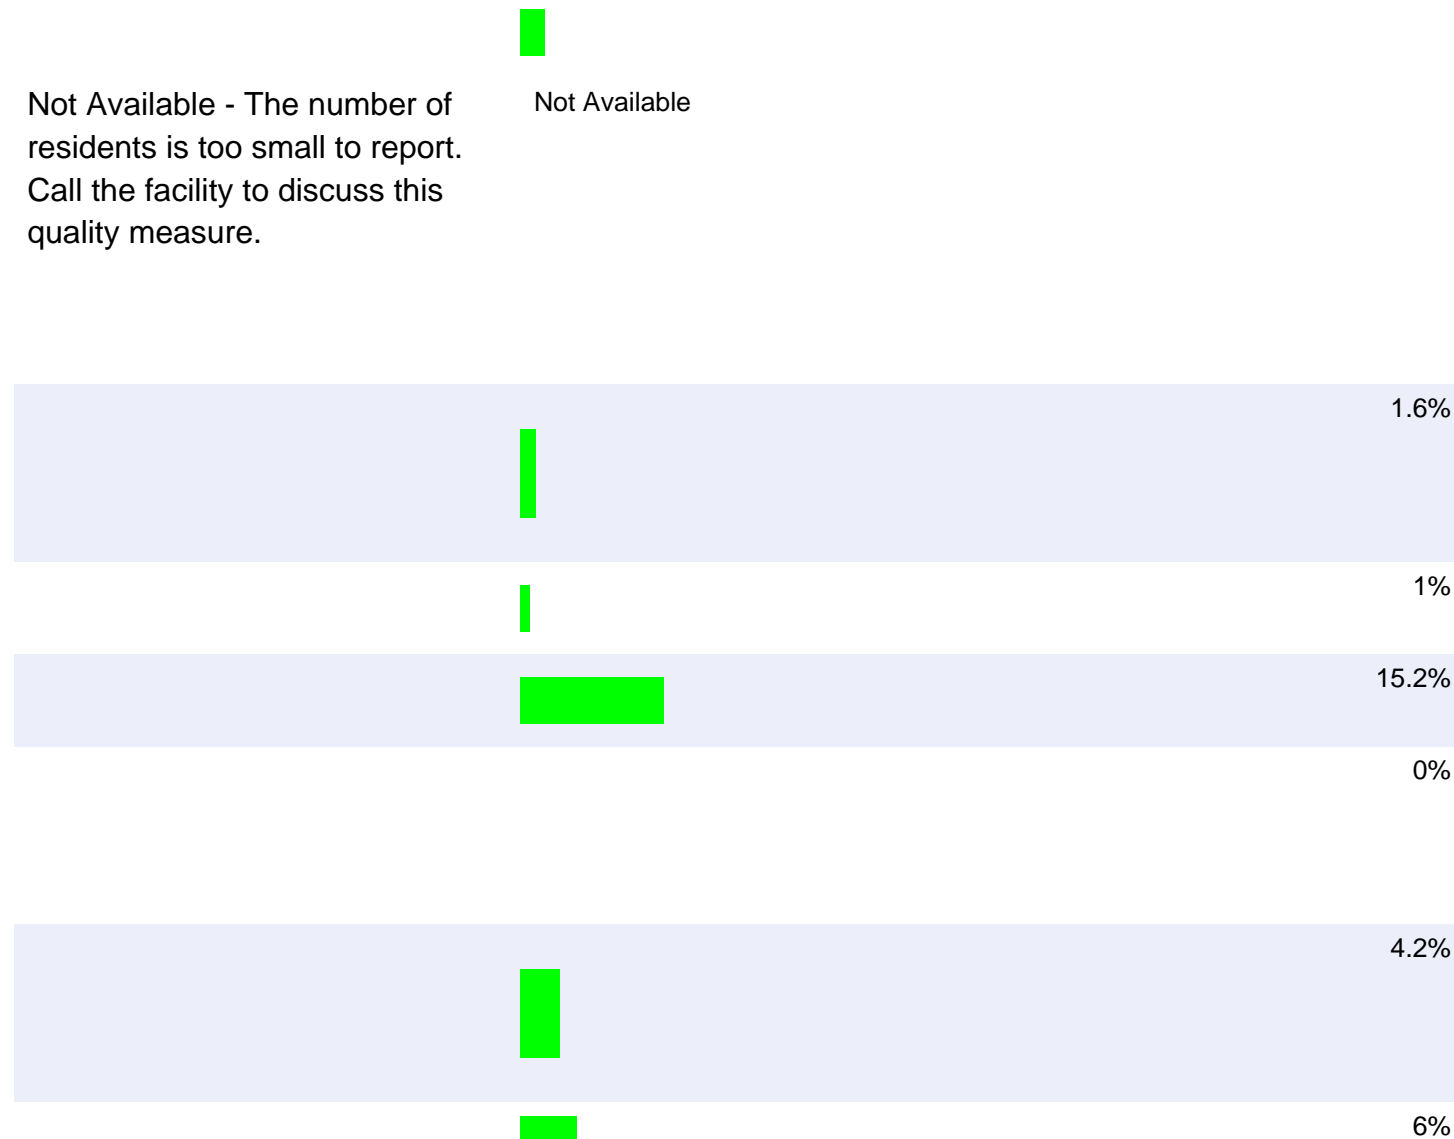 Not Available - The number of
residents is too small to report.
Call the facility to discuss this
quality measure.
Not Available
1.6%
1%
15.2%
0%
4.2%
6%